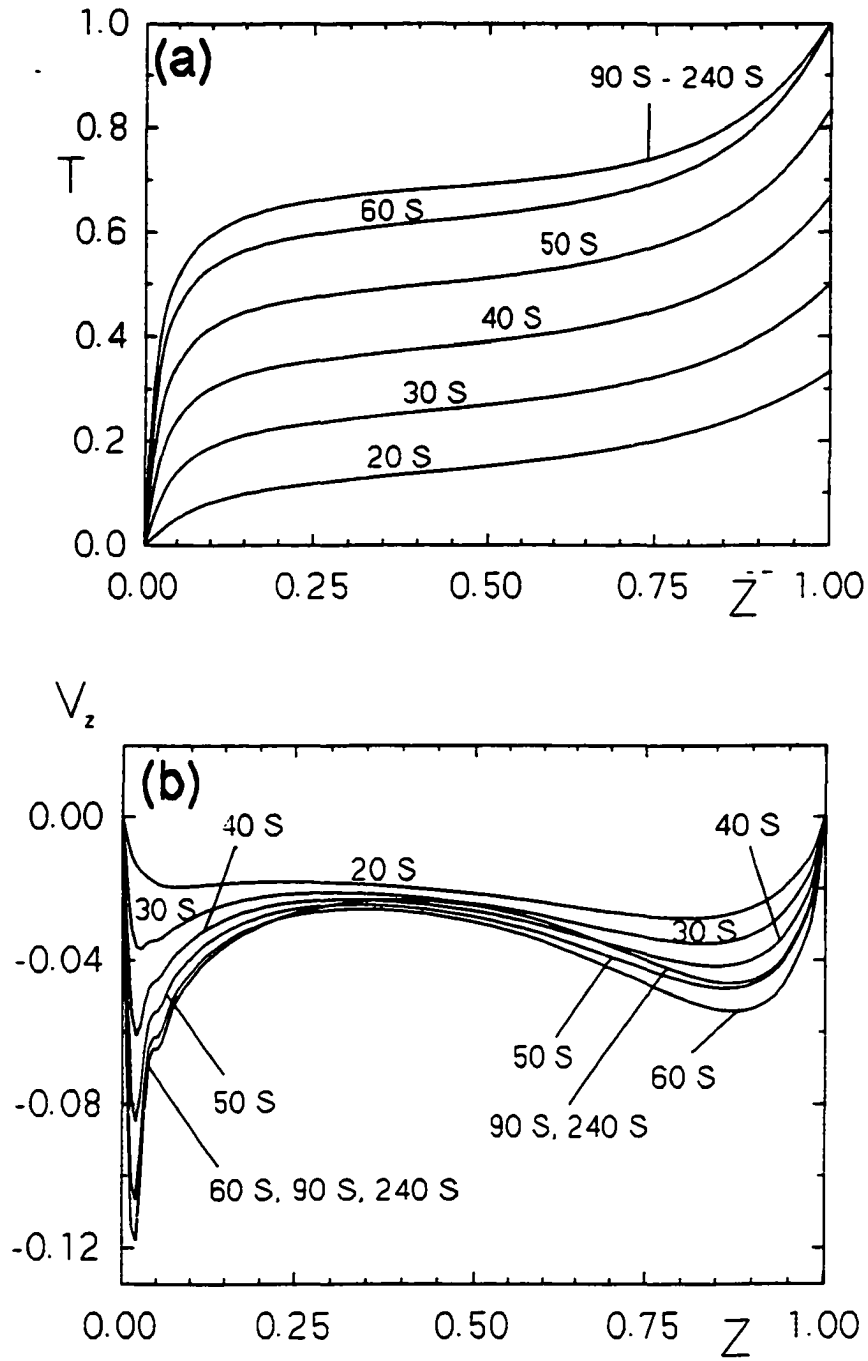 (a)
1.0
90 S - 240 S
0.8
T
60 S
0.6
50 S
40 S
0.4
30 S
0.2
20 S
0.0
0.00 0.25 0.50 0.75 1.00
Z
V_z
(b)
0.00
40 S
40 S
20 S
30 S
30 S
-0.04
50 S
60 S
50 S
-0.08
90 S, 240 S
60 S, 90 S, 240 S
-0.12
0.00 0.25 0.50 0.75 1.00
Z